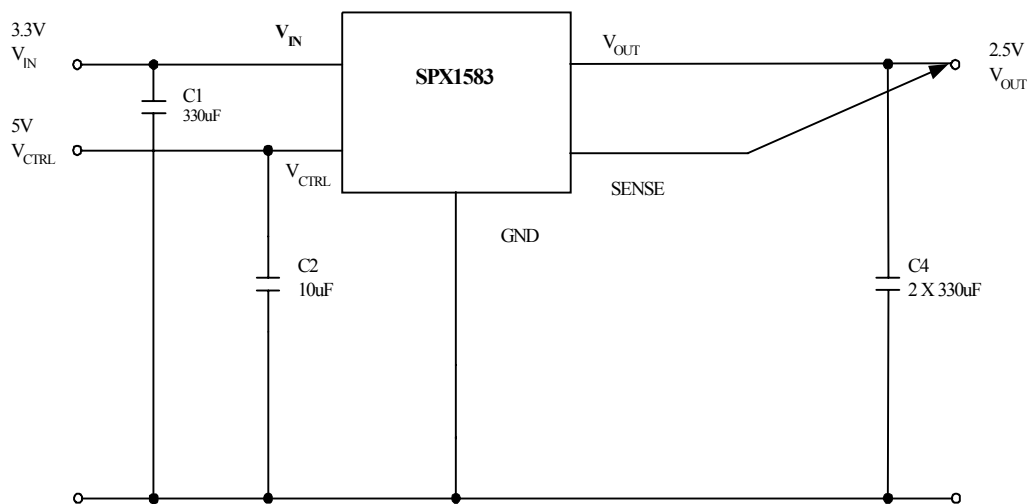 3.3V
VIN
VIN
SPX1583
VOUT
2.5V
VOUT
C1
330uF
5V
VCTRL
VCTRL
SENSE
GND
C2
10uF
C4
2 X 330uF